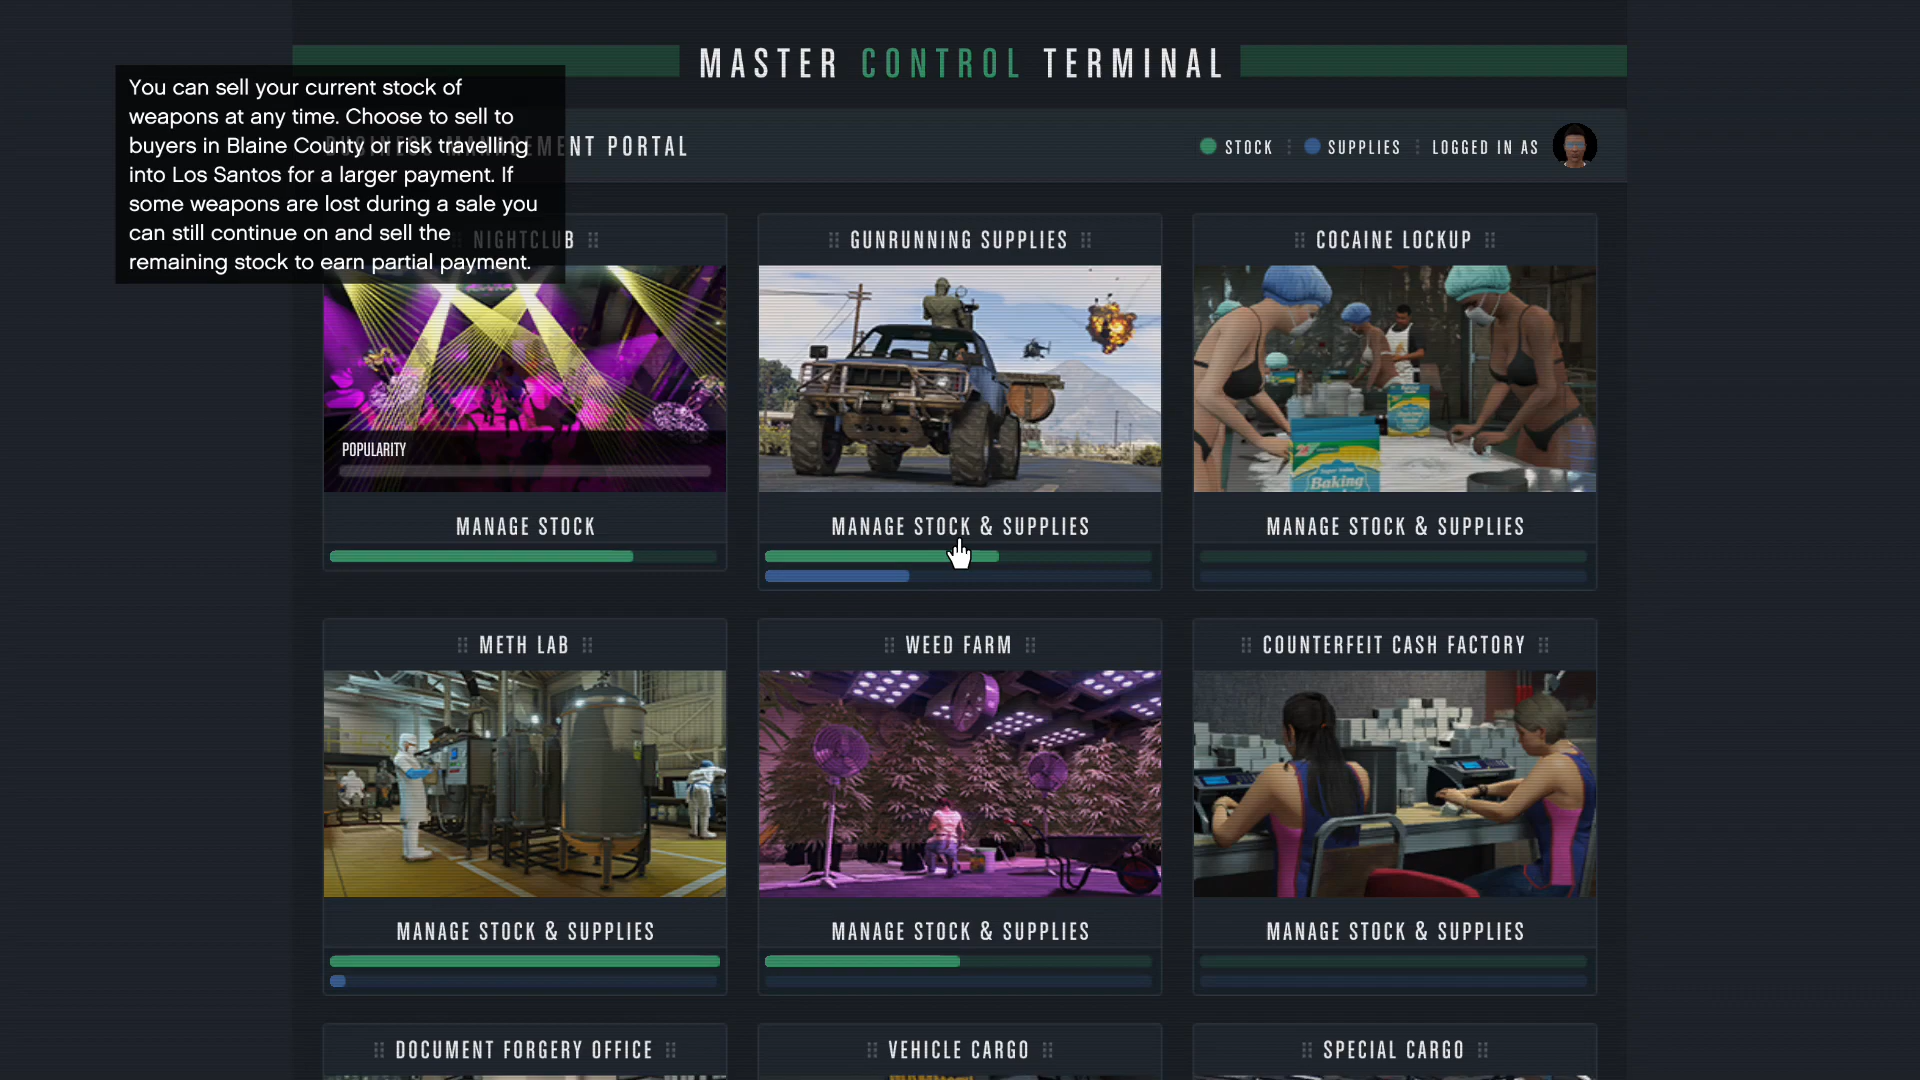 MASTER CONTROL TERMINAL
You can sell your current stock of
weapons at any time. Choose to sell to
buyers in Blaine County or risk travelling
into Los Santos for a larger payment. If
some weapons are lost during a sale you
can still continue on and sell the
remaining stock to earn partial payment.
BUSINESS MANAGEMENT PORTAL
STOCK
SUPPLIES
LOGGED IN AS
NIGHTCLUB
GUNRUNNING SUPPLIES
COCAINE LOCKUP
POPULARITY
Baking
MANAGE STOCK
MANAGE STOCK & SUPPLIES
MANAGE STOCK & SUPPLIES
METH LAB
WEED FARM
COUNTERFEIT CASH FACTORY
MANAGE STOCK & SUPPLIES
MANAGE STOCK & SUPPLIES
MANAGE STOCK & SUPPLIES
DOCUMENT FORGERY OFFICE
VEHICLE CARGO
SPECIAL CARGO